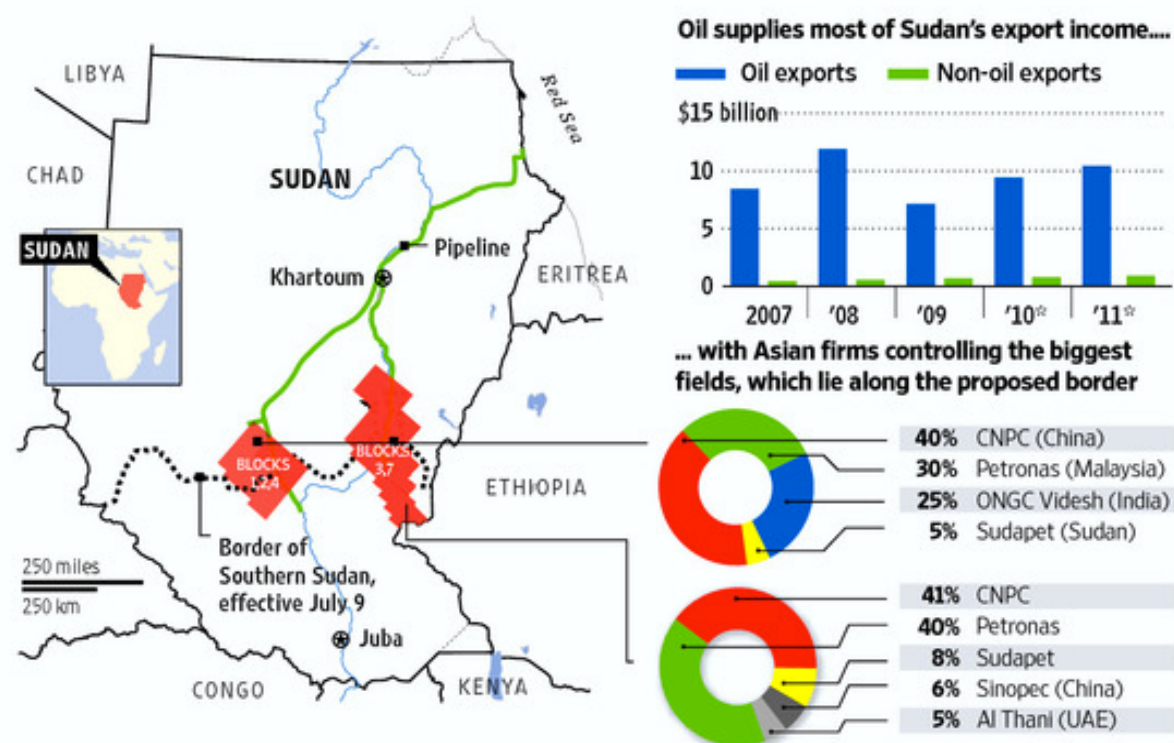 LIBYA
CHAD
SUDAN
Red Sea
SUDAN
Pipeline
Khartoum
ERITREA
BLOCKS
1,2,4
BLOCKS
3,7
ETHIOPIA
Border of
Southern Sudan,
effective July 9
250 miles
250 km
Juba
CONGO
KENYA
Oil supplies most of Sudan's export income....
Oil exports
Non-oil exports
$15 billion
10
5
0
2007
'08
'09
'10☆
'11☆
... with Asian firms controlling the biggest
fields, which lie along the proposed border
40% CNPC (China)
30% Petronas (Malaysia)
25% ONGC Videsh (India)
5% Sudapet (Sudan)
41% CNPC
40% Petronas
8% Sudapet
6% Sinopec (China)
5% Al Thani (UAE)